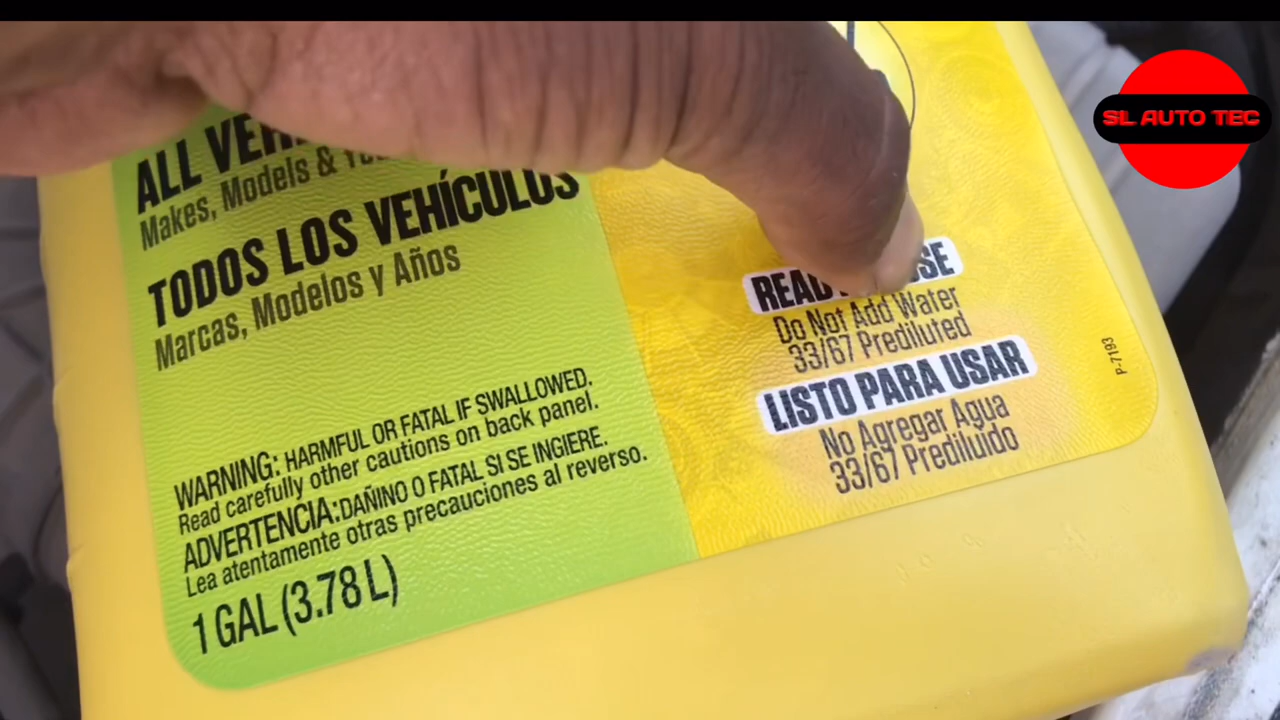 SL AUTO TEC
ALL
Makes, Models &
TODOS LOS VEHÍCULOS
Marcas, Modelos y Años
WARNING: HARMFUL OR FATAL IF SWALLOWED.
Read carefully other cautions on back panel.
ADVERTENCIA:DAÑINO O FATAL SI SE INGIERE.
Lea atentamente otras precauciones al reverso.
1 GAL (3.78 L)
Do Not Add Water
33/67 Prediluted
LISTO PARA USAR
No Agregar Agua
33/67 Prediluido
P-7193